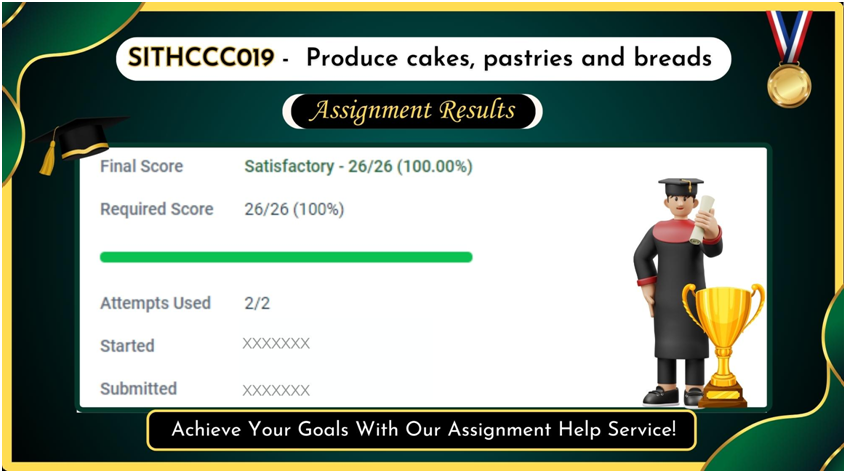 SITHCCC019 - Produce cakes, pastries and breads
Assignment Results
Final Score Satisfactory - 26/26 (100.00%)
Required Score 26/26 (100%)
Attempts Used 2/2
Started XXXXXXX
Submitted XXXXXXX
Achieve Your Goals With Our Assignment Help Service!